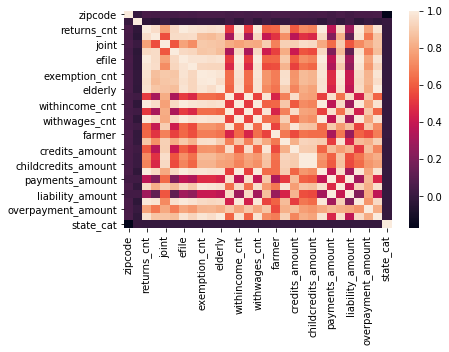 zipcode
returns_cnt
joint
efile
exemption_cnt
elderly
withincome_cnt
withwages_cnt
farmer
credits_amount
childcredits_amount
payments_amount
liability_amount
overpayment_amount
state_cat
zipcode
returns_cnt
joint
efile
exemption_cnt
elderly
withincome_cnt
withwages_cnt
farmer
credits_amount
childcredits_amount
payments_amount
liability_amount
overpayment_amount
state_cat
1.0
0.8
0.6
0.4
0.2
0.0